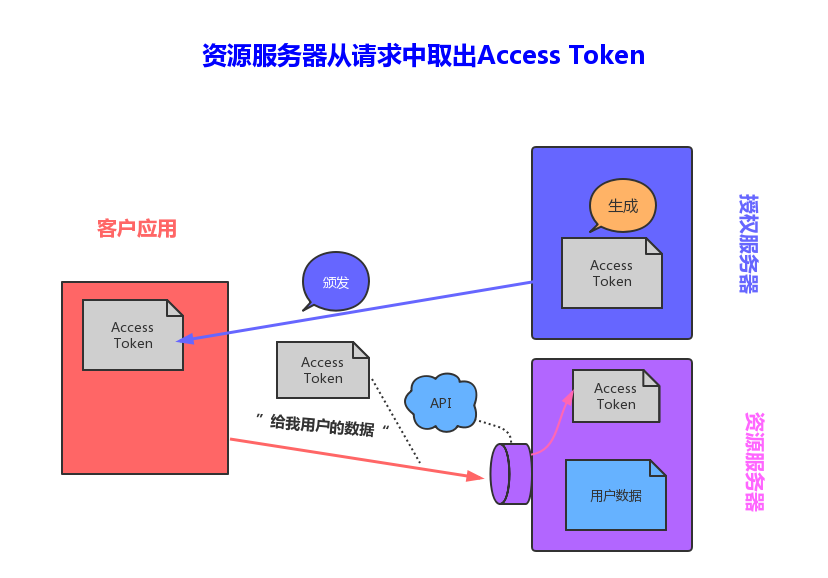 资源服务器从请求中取出Access Token
生成
授权服务器
客户应用
Access
Token
颁发
Access
Token
Access
Token
Access
Token
API
Access
Token
”给我用户的数据“
资源服务器
用户数据